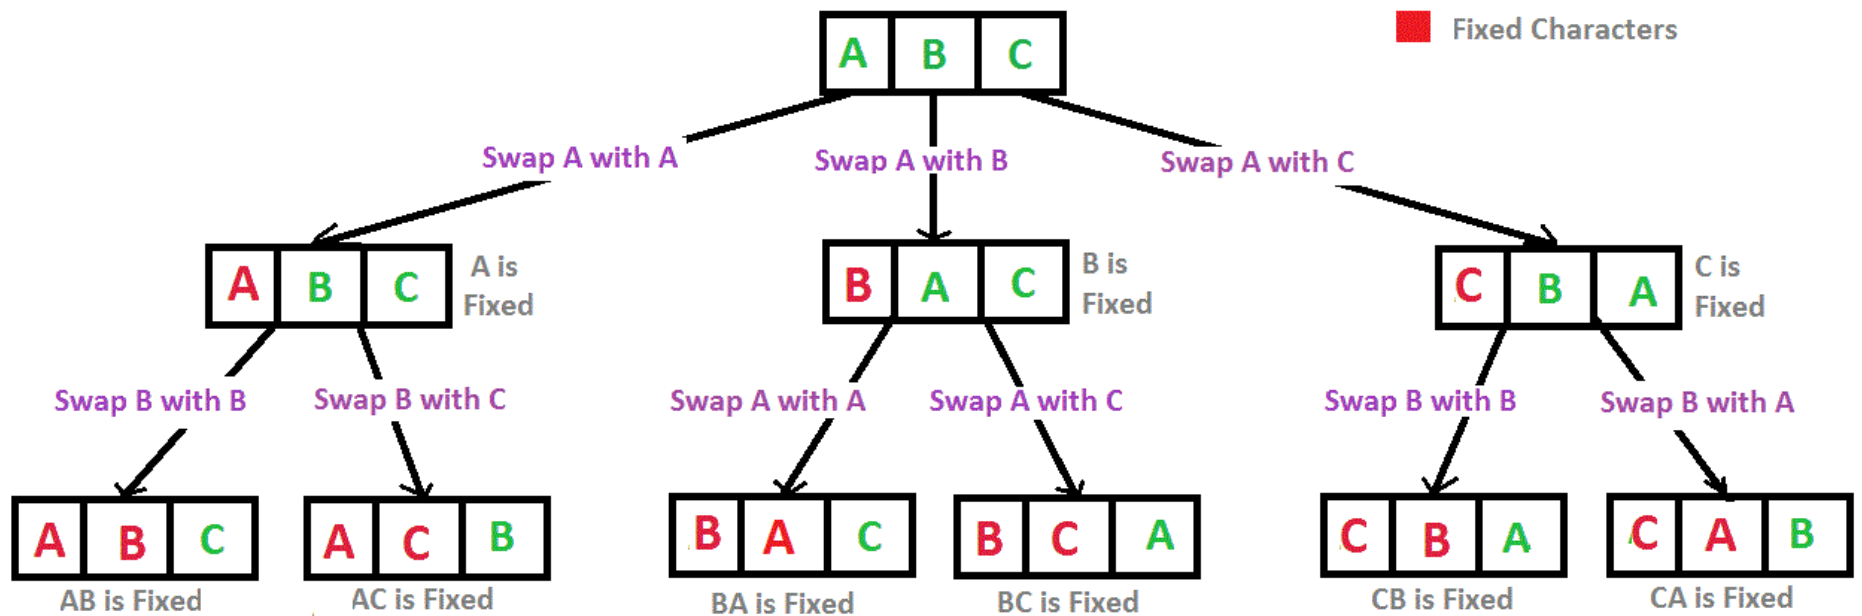 A B C
Fixed Characters
Swap A with A
Swap A with B
Swap A with C
A B C
A is
Fixed
B A C
B is
Fixed
C B A
C is
Fixed
Swap B with B
Swap B with C
Swap A with A
Swap A with C
Swap B with B
Swap B with A
A B C
A C B
B A C
B C A
C B A
C A B
AB is Fixed
AC is Fixed
BA is Fixed
BC is Fixed
CB is Fixed
CA is Fixed